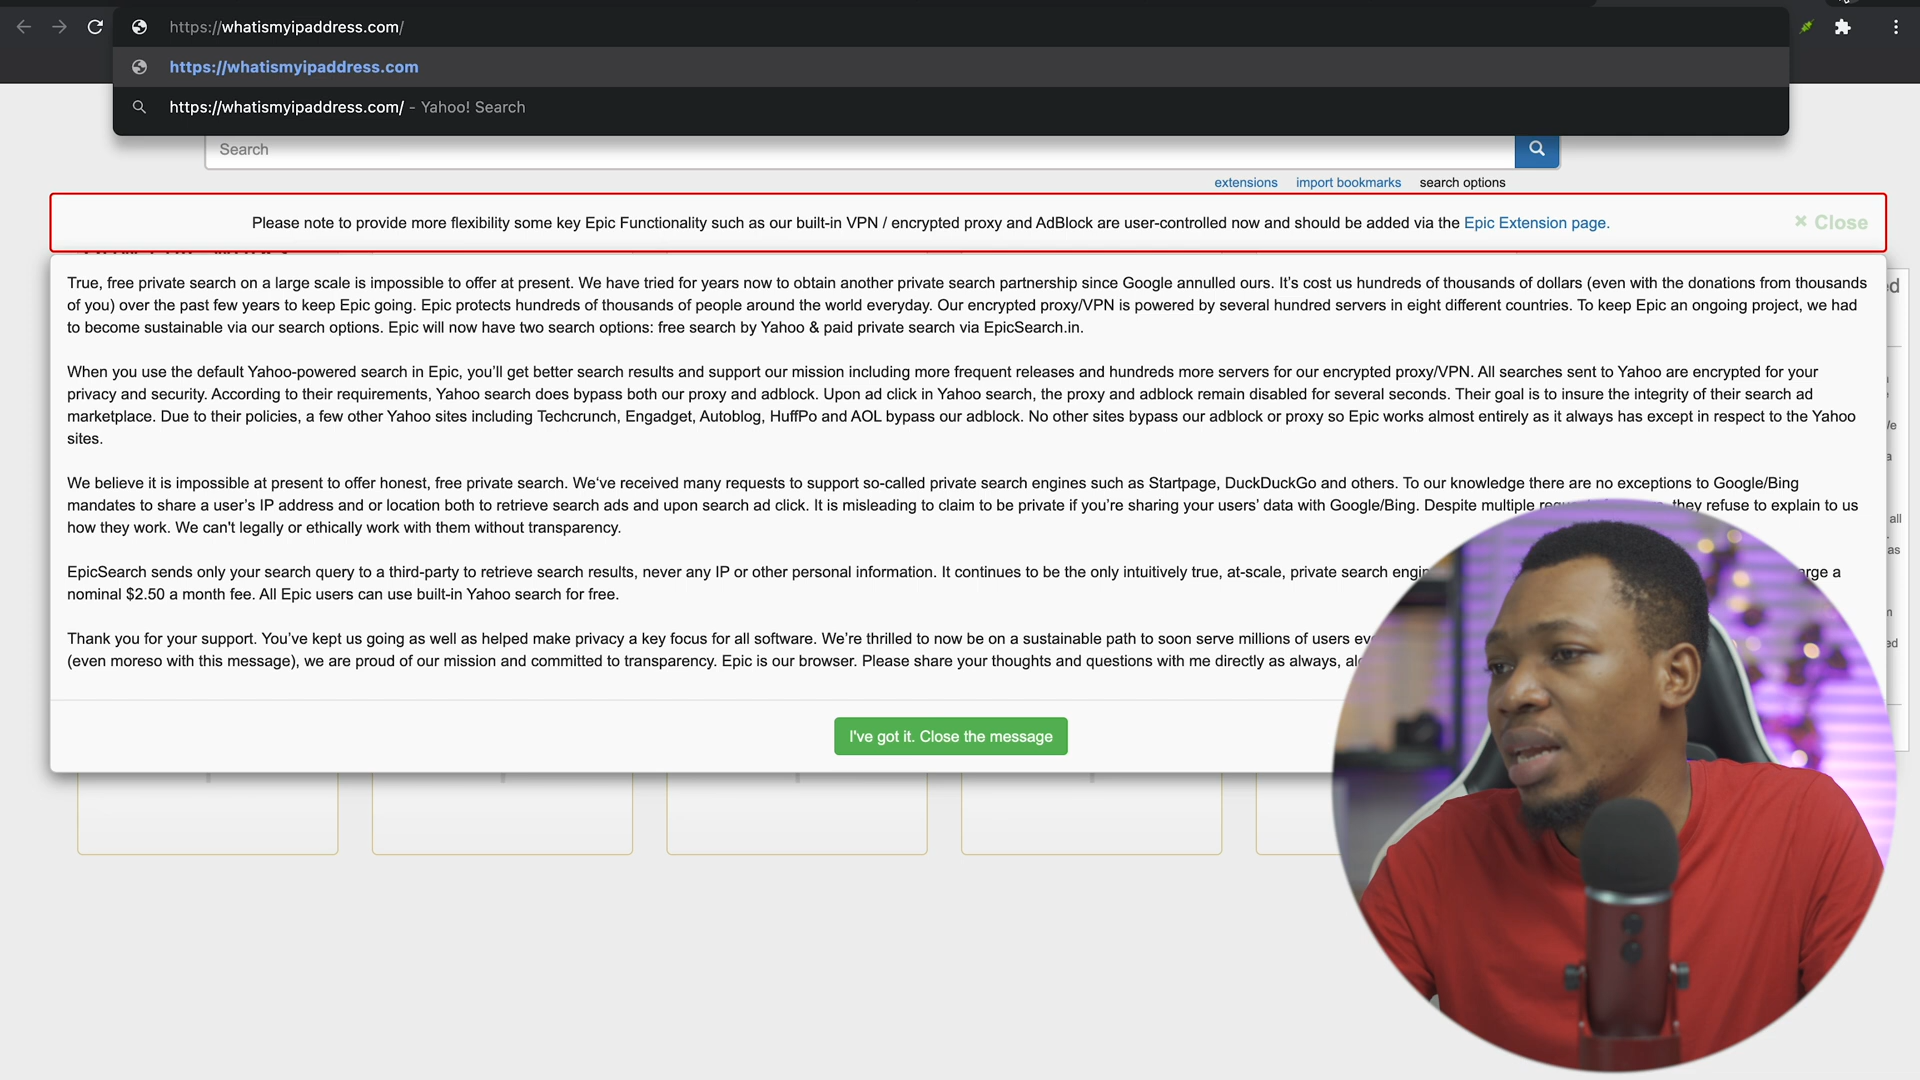 https://whatismyipaddress.com/
https://whatismyipaddress.com
https://whatismyipaddress.com/ - Yahoo! Search
Search
extensions import bookmarks search options
Please note to provide more flexibility some key Epic Functionality such as our built-in VPN / encrypted proxy and AdBlock are user-controlled now and should be added via the Epic Extension page.
× Close
True, free private search on a large scale is impossible to offer at present. We have tried for years now to obtain another private search partnership since Google annulled ours. It's cost us hundreds of thousands of dollars (even with the donations from thousands
of you) over the past few years to keep Epic going. Epic protects hundreds of thousands of people around the world everyday. Our encrypted proxy/VPN is powered by several hundred servers in eight different countries. To keep Epic an ongoing project, we had
to become sustainable via our search options. Epic will now have two search options: free search by Yahoo & paid private search via EpicSearch.in.
When you use the default Yahoo-powered search in Epic, you'll get better search results and support our mission including more frequent releases and hundreds more servers for our encrypted proxy/VPN. All searches sent to Yahoo are encrypted for your
privacy and security. According to their requirements, Yahoo search does bypass both our proxy and adblock. Upon ad click in Yahoo search, the proxy and adblock remain disabled for several seconds. Their goal is to insure the integrity of their search ad
marketplace. Due to their policies, a few other Yahoo sites including Techcrunch, Engadget, Autoblog, HuffPo and AOL bypass our adblock. No other sites bypass our adblock or proxy so Epic works almost entirely as it always has except in respect to the Yahoo
sites.
We believe it is impossible at present to offer honest, free private search. We've received many requests to support so-called private search engines such as Startpage, DuckDuckGo and others. To our knowledge there are no exceptions to Google/Bing
mandates to share a user's IP address and or location both to retrieve search ads and upon search ad click. It is misleading to claim to be private if you're sharing your users' data with Google/Bing. Despite multiple they refuse to explain to us
how they work. We can't legally or ethically work with them without transparency.
EpicSearch sends only your search query to a third-party to retrieve search results, never any IP or other personal information. It continues to be the only intuitively true, at-scale, private search a
nominal $2.50 a month fee. All Epic users can use built-in Yahoo search for free.
Thank you for your support. You've kept us going as well as helped make privacy a key focus for all software. We're thrilled to now be on a sustainable path to soon serve millions of users
(even moreso with this message), we are proud of our mission and committed to transparency. Epic is our browser. Please share your thoughts and questions with me directly as always,
I've got it. Close the message